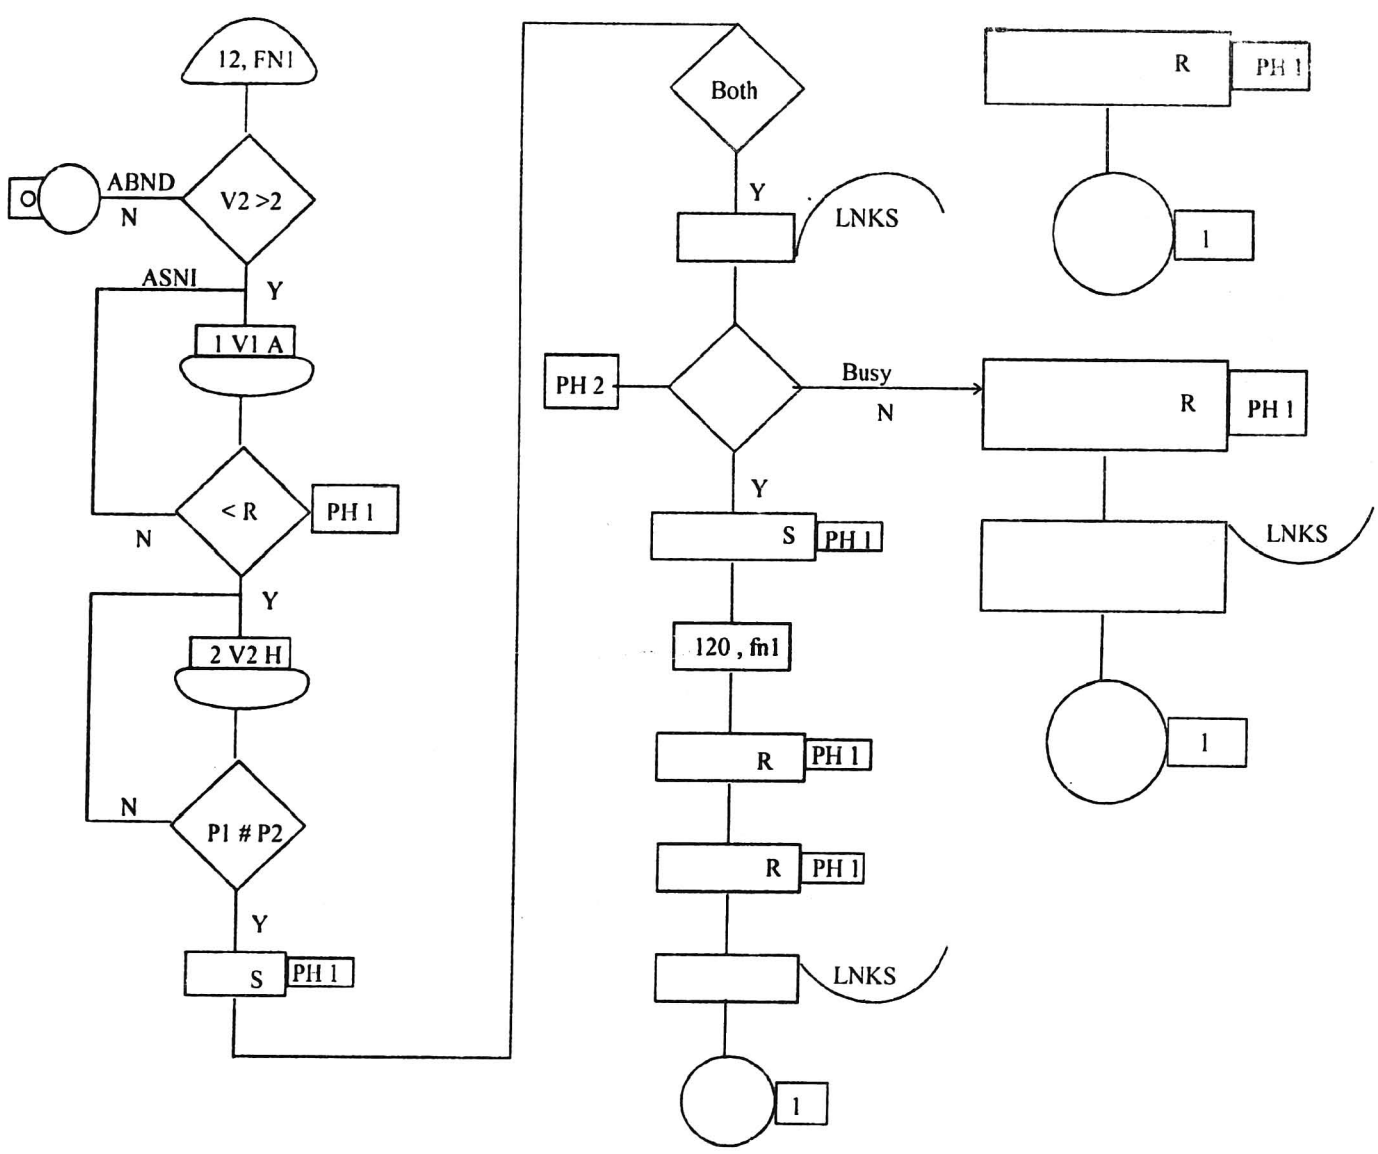 12, FN1
V2 >2
ABND
N
O
ASNI
Y
1 V1 A
< R
PH 1
N
Y
2 V2 H
N
P1 # P2
Y
S
PH 1
Both
Y
LNKS
PH 2
Busy
N
Y
S
PH 1
120 , fn1
R
PH 1
R
PH 1
LNKS
1
R
PH 1
1
R
PH 1
LNKS
1